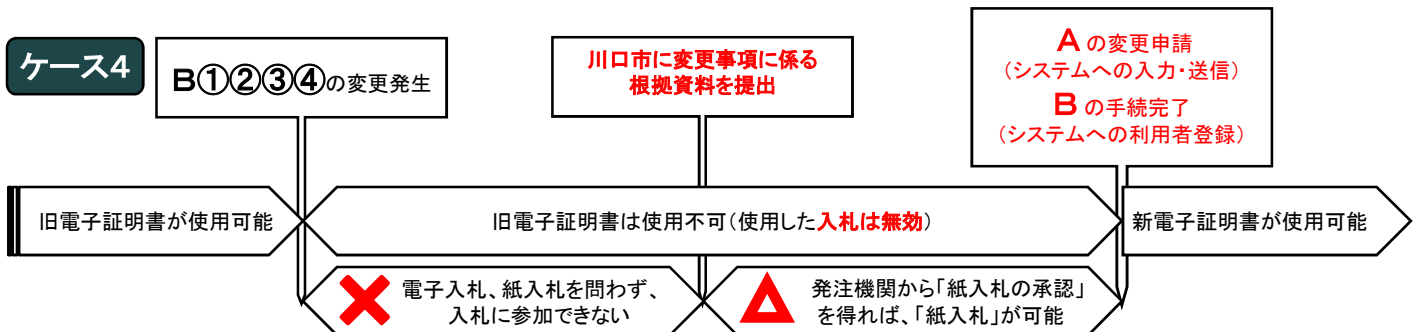 ケース4
B①②③④の変更発生
川口市に変更事項に係る
根拠資料を提出
Aの変更申請
（システムへの入力・送信）
Bの手続完了
（システムへの利用者登録）
旧電子証明書が使用可能
旧電子証明書は使用不可（使用した入札は無効）
新電子証明書が使用可能
電子入札、紙入札を問わず、
入札に参加できない
発注機関から「紙入札の承認」
を得れば、「紙入札」が可能